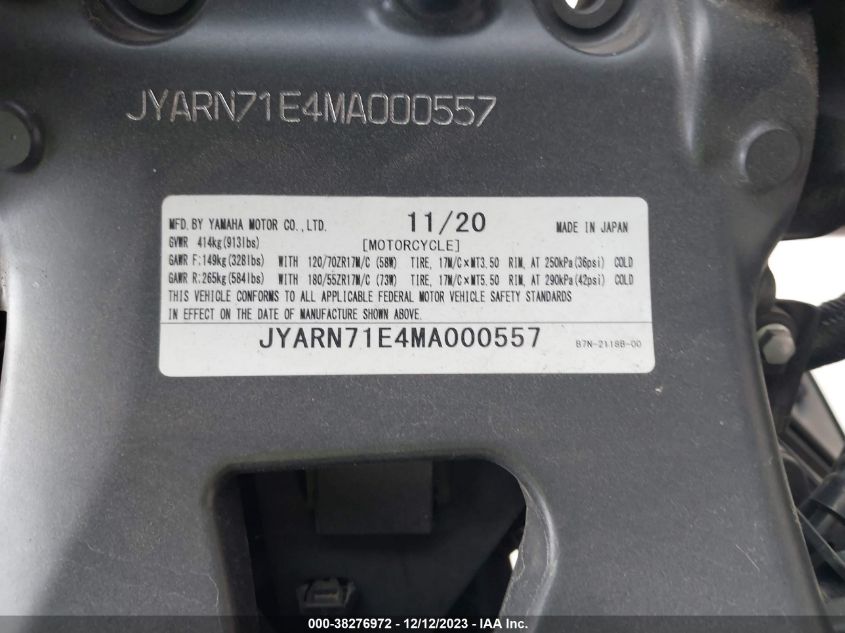 JYARN71E4MA000557
MFD. BY YAMAHA MOTOR CO., LTD. 11/20 MADE IN JAPAN
GVWR 414kg(913lbs) [MOTORCYCLE]
GAWR F:149kg(328lbs) WITH 120/70ZR17M/C (58W) TIRE, 17M/C×MT3.50 RIM, AT 250kPa(36psi) COLD
GAWR R:265kg(584lbs) WITH 180/55ZR17M/C (73W) TIRE, 17M/C×MT5.50 RIM, AT 290kPa(42psi) COLD
THIS VEHICLE CONFORMS TO ALL APPLICABLE FEDERAL MOTOR VEHICLE SAFETY STANDARDS
IN EFFECT ON THE DATE OF MANUFACTURE SHOWN ABOVE.
JYARN71E4MA000557 B7N-2118B-00
000-38276972 - 12/12/2023 - IAA Inc.